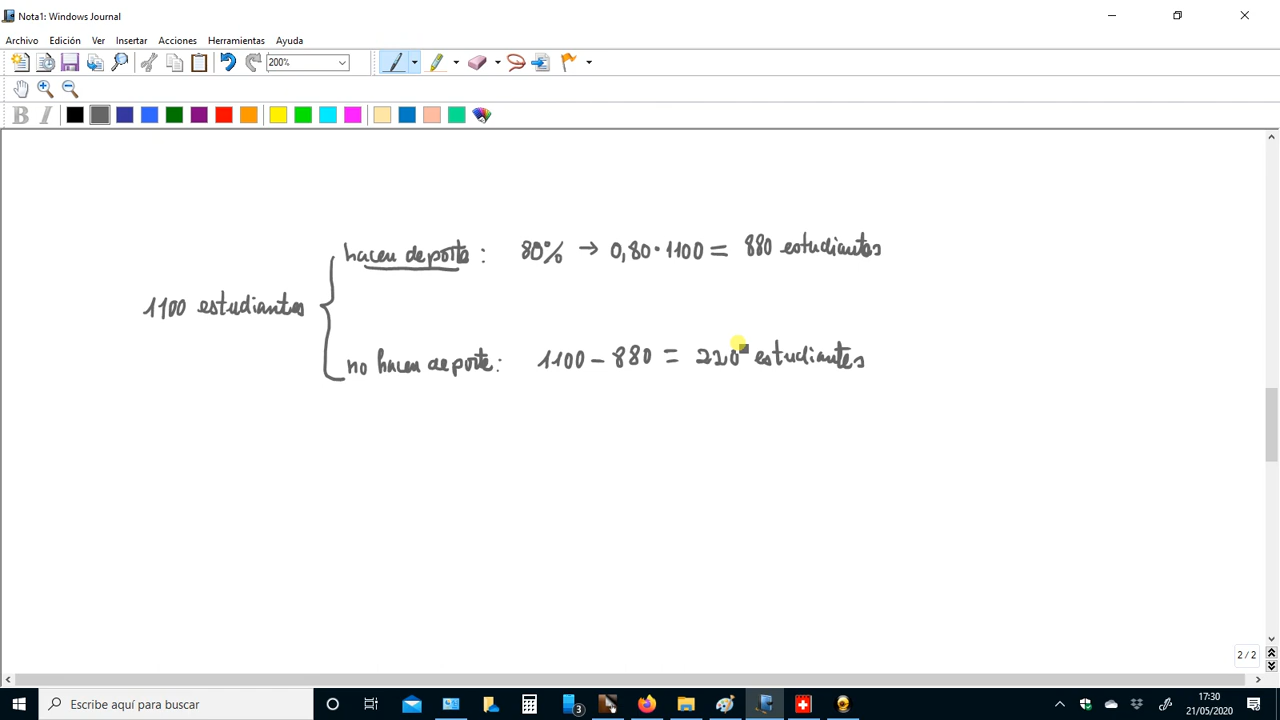 Nota1: Windows Journal
Archivo Edición Ver Insertar Acciones Herramientas Ayuda
200%
B I
hacen deporte : 80% → 0,80·1100 = 880 estudiantes
1100 estudiantes
no hacen deporte: 1100 - 880 = 220 estudiantes
2 / 2
Escribe aquí para buscar
3
17:30
21/05/2020